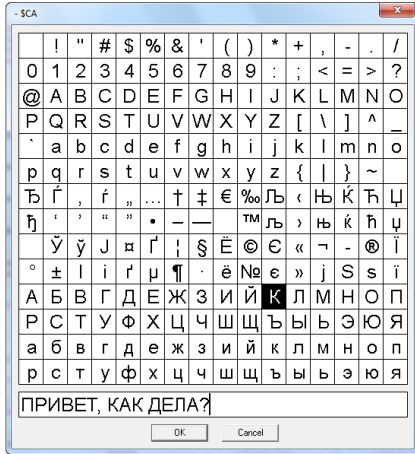 - $CA
! " # $ % & ' ( ) * + , - . /
0 1 2 3 4 5 6 7 8 9 : ; < = > ?
@ A B C D E F G H I J K L M N O
P Q R S T U V W X Y Z [ \ ] ^ _
` a b c d e f g h i j k l m n o
p q r s t u v w x y z { | } ~
Ђ Ѓ ‚ ѓ „ … † ‡ € ‰ Љ ‹ Њ Ќ Ћ Џ
ђ ‘ ’ “ ” • – — ™ љ › њ ќ ћ џ
Ў ў Ј ¤ Ґ ¦ § Ё © Є « ¬ - ® Ї
° ± І і ґ µ ¶ · ё № є » ј Ѕ ѕ ї
А Б В Г Д Е Ж З И Й К Л М Н О П
Р С Т У Ф Х Ц Ч Ш Щ Ъ Ы Ь Э Ю Я
а б в г д е ж з и й к л м н о п
р с т у ф х ц ч ш щ ъ ы ь э ю я
ПРИВЕТ, КАК ДЕЛА?
OK Cancel